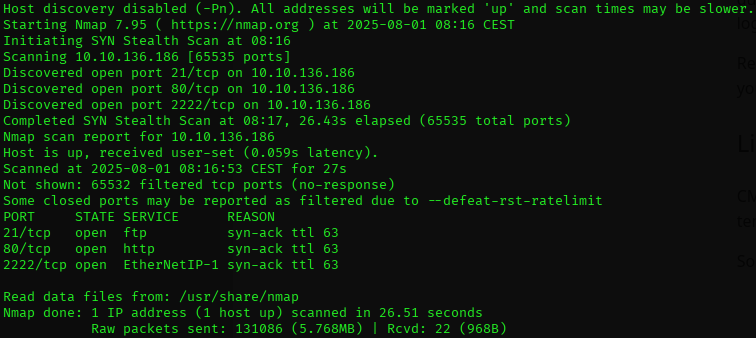 Host discovery disabled (-Pn). All addresses will be marked 'up' and scan times may be slower.
Starting Nmap 7.95 ( https://nmap.org ) at 2025-08-01 08:16 CEST
Initiating SYN Stealth Scan at 08:16
Scanning 10.10.136.186 [65535 ports]
Discovered open port 21/tcp on 10.10.136.186
Discovered open port 80/tcp on 10.10.136.186
Discovered open port 2222/tcp on 10.10.136.186
Completed SYN Stealth Scan at 08:17, 26.43s elapsed (65535 total ports)
Nmap scan report for 10.10.136.186
Host is up, received user-set (0.059s latency).
Scanned at 2025-08-01 08:16:53 CEST for 27s
Not shown: 65532 filtered tcp ports (no-response)
Some closed ports may be reported as filtered due to --defeat-rst-ratelimit
PORT     STATE SERVICE      REASON
21/tcp   open  ftp          syn-ack ttl 63
80/tcp   open  http         syn-ack ttl 63
2222/tcp open  EtherNetIP-1 syn-ack ttl 63
Read data files from: /usr/share/nmap
Nmap done: 1 IP address (1 host up) scanned in 26.51 seconds
           Raw packets sent: 131086 (5.768MB) | Rcvd: 22 (968B)